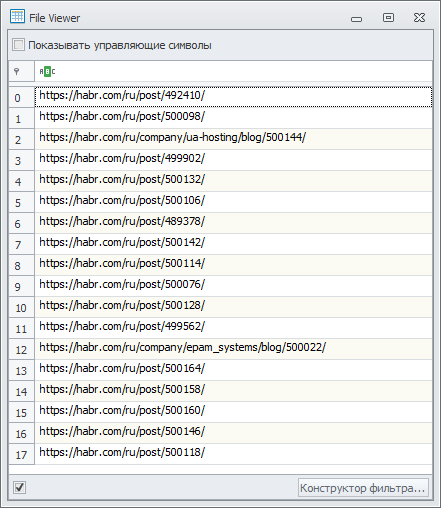 File Viewer
Показывать управляющие символы
ABC
0 https://habr.com/ru/post/492410/
1 https://habr.com/ru/post/500098/
2 https://habr.com/ru/company/ua-hosting/blog/500144/
3 https://habr.com/ru/post/499902/
4 https://habr.com/ru/post/500132/
5 https://habr.com/ru/post/500106/
6 https://habr.com/ru/post/489378/
7 https://habr.com/ru/post/500142/
8 https://habr.com/ru/post/500114/
9 https://habr.com/ru/post/500076/
10 https://habr.com/ru/post/500128/
11 https://habr.com/ru/post/499562/
12 https://habr.com/ru/company/epam_systems/blog/500022/
13 https://habr.com/ru/post/500164/
14 https://habr.com/ru/post/500158/
15 https://habr.com/ru/post/500160/
16 https://habr.com/ru/post/500146/
17 https://habr.com/ru/post/500118/
Конструктор фильтра...